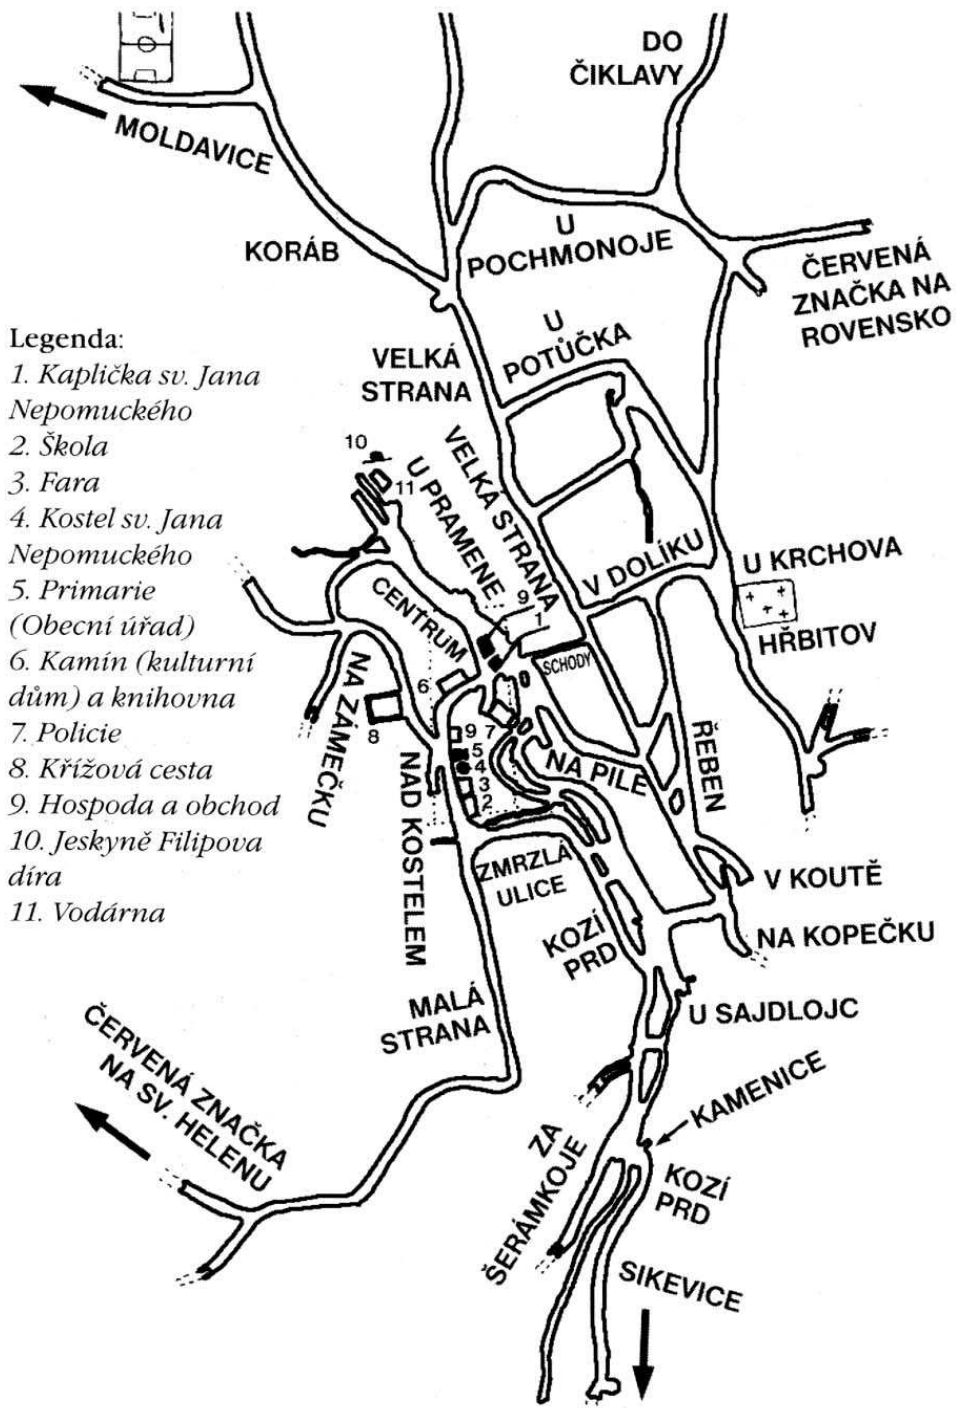 DO
ČIKLAVY
MOLDAVICE
KORÁB
U
POCHMONOJE
ČERVENÁ
ZNAČKA NA
ROVENSKO
Legenda:
1. Kaplička sv. Jana
Nepomuckého
2. Škola
3. Fara
4. Kostel sv. Jana
Nepomuckého
5. Primarie
(Obecní úřad)
6. Kamín (kulturní
dům) a knihovna
7. Policie
8. Křížová cesta
9. Hospoda a obchod
10. Jeskyně Filipova
díra
11. Vodárna
VELKÁ
STRANA
U
POTŮČKA
10
11
U PRAMENE
VELKÁ STRANA
V DOLÍKU
U KRCHOVA
HŘBITOV
CENTRUM
9
1
SCHODY
NA ZÁMEČKU
6
8
9
7
5
4
3
2
NAD KOSTELEM
NA PILE
ŘEBEN
ZMRZLÁ
ULICE
V KOUTĚ
NA KOPEČKU
KOZÍ
PRD
MALÁ
STRANA
U SAJDLOJC
ČERVENÁ ZNAČKA
NA SV. HELENU
KAMENICE
ZA
ŠERÁMKOJE
KOZÍ
PRD
SIKEVICE